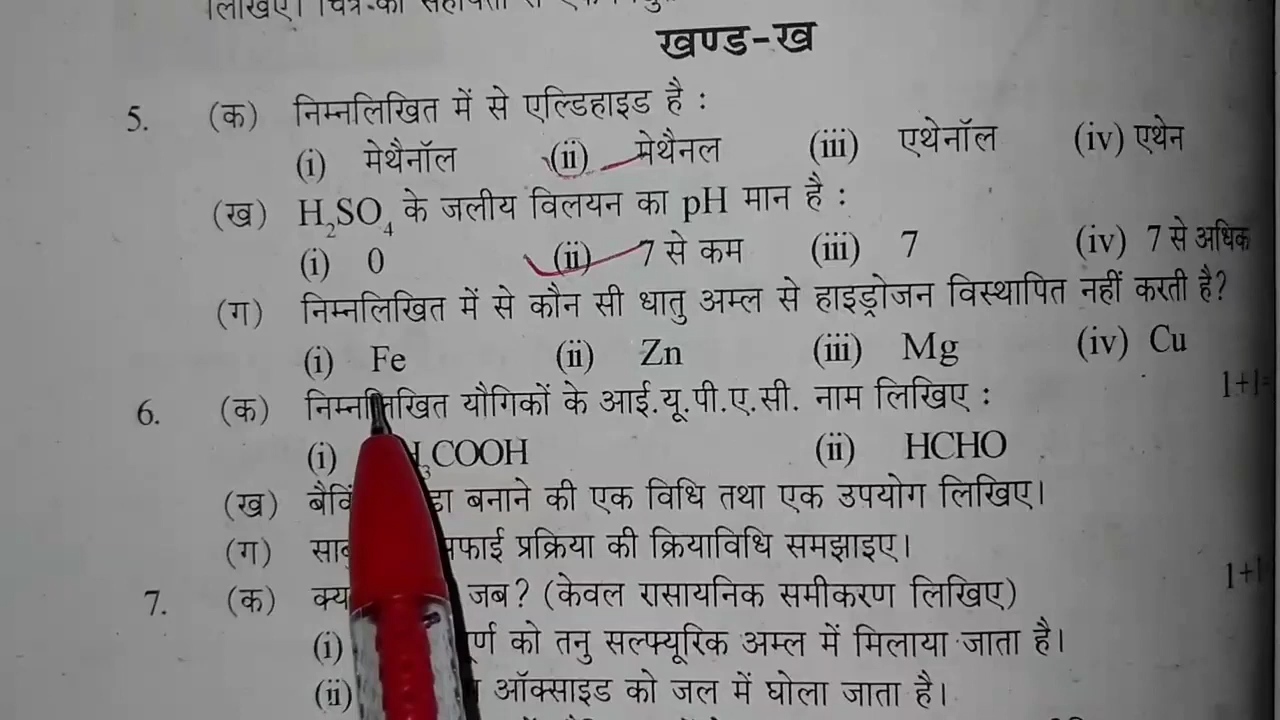 खण्ड-ख
5. (क) निम्नलिखित में से एल्डिहाइड है :
(i) मेथैनॉल (ii) मेथैनल (iii) एथेनॉल (iv) एथेन
(ख) H₂SO₄ के जलीय विलयन का pH मान है :
(i) 0 (ii) 7 से कम (iii) 7 (iv) 7 से अधिक
(ग) निम्नलिखित में से कौन सी धातु अम्ल से हाइड्रोजन विस्थापित नहीं करती है?
(i) Fe (ii) Zn (iii) Mg (iv) Cu
6. (क) निम्नलिखित यौगिकों के आई.यू.पी.ए.सी. नाम लिखिए : 1+1=
(i) ₃COOH (ii) HCHO
(ख) बनाने की एक विधि तथा एक उपयोग लिखिए।
(ग) सफाई प्रक्रिया की क्रियाविधि समझाइए।
7. (क) जब? (केवल रासायनिक समीकरण लिखिए) 1+1
(i) को तनु सल्फ्यूरिक अम्ल में मिलाया जाता है।
(ii) ऑक्साइड को जल में घोला जाता है।